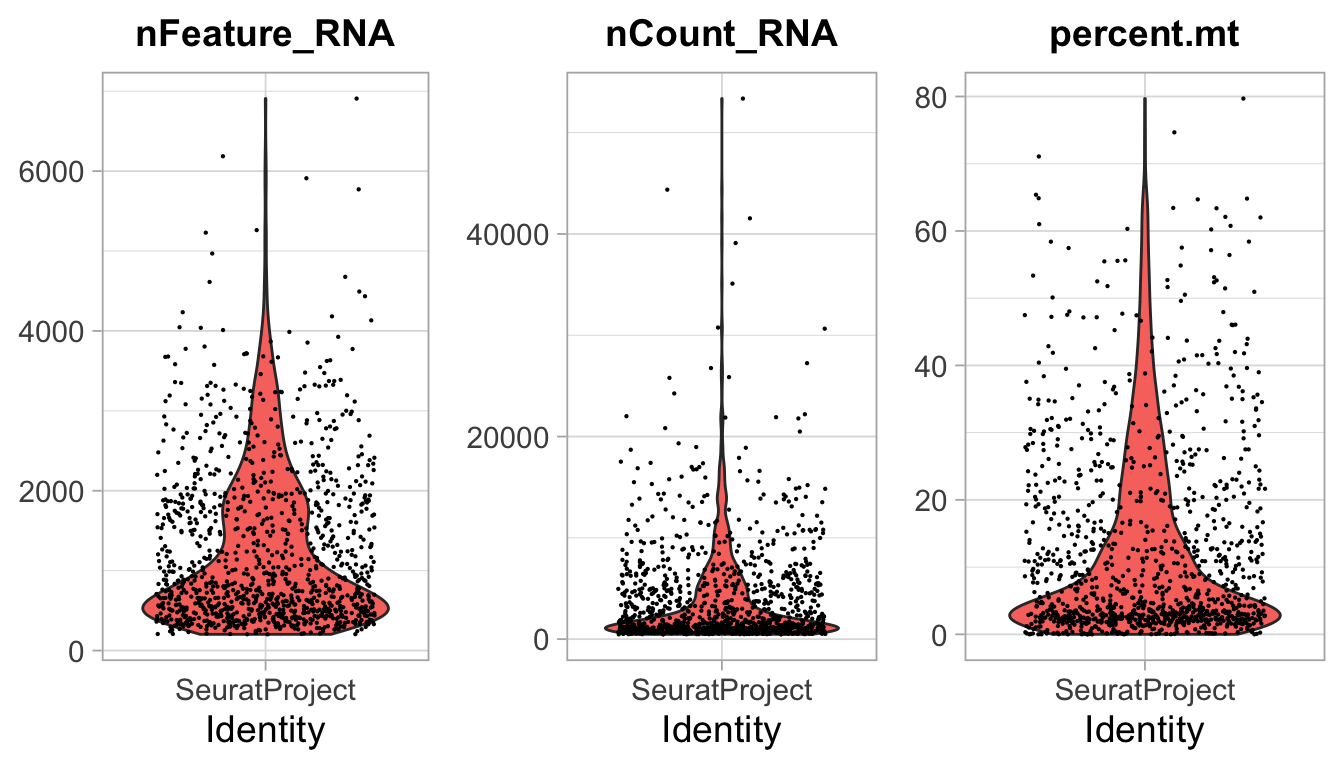 nFeature_RNA
6000
4000
2000
0
SeuratProject
Identity
nCount_RNA
40000
20000
0
SeuratProject
Identity
percent.mt
80
60
40
20
0
SeuratProject
Identity